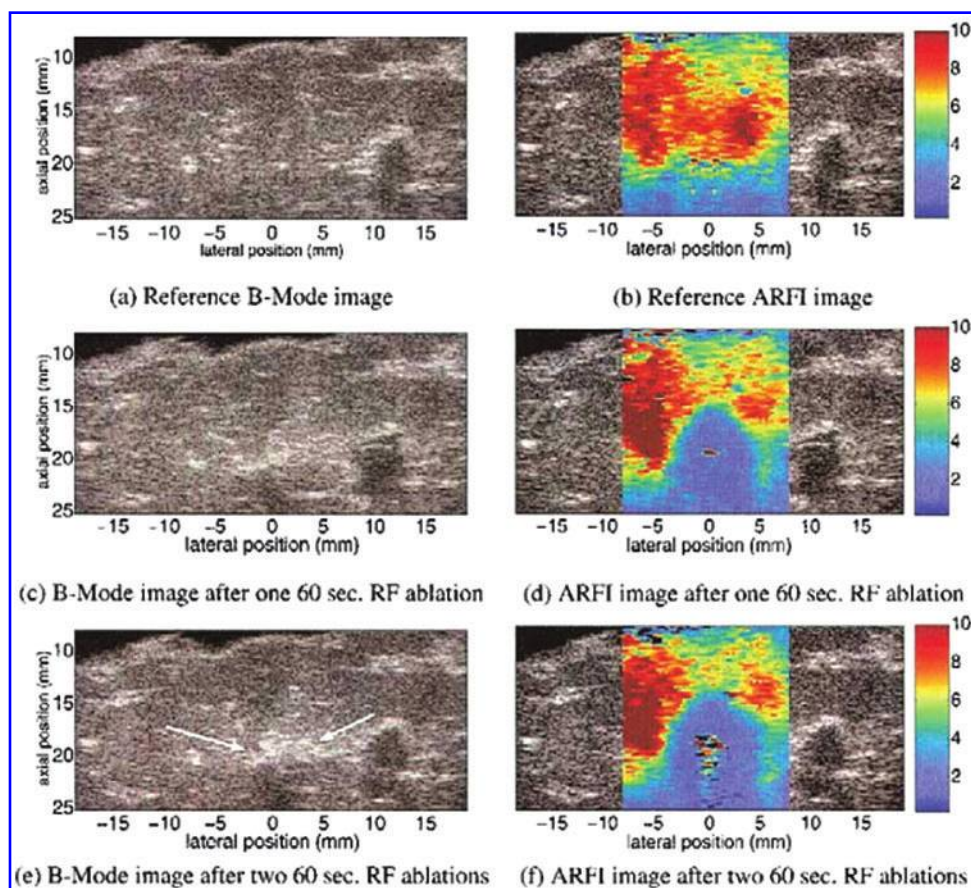 10
15
20
25
axial position (mm)
-15 -10 -5 0 5 10 15
lateral position (mm)
(a) Reference B-Mode image
10
8
6
4
2
-15 -10 -5 0 5 10 15
lateral position (mm)
(b) Reference ARFI image
10
15
20
25
axial position (mm)
-15 -10 -5 0 5 10 15
lateral position (mm)
(c) B-Mode image after one 60 sec. RF ablation
10
8
6
4
2
-15 -10 -5 0 5 10 15
lateral position (mm)
(d) ARFI image after one 60 sec. RF ablation
10
15
20
25
axial position (mm)
-15 -10 -5 0 5 10 15
lateral position (mm)
(e) B-Mode image after two 60 sec. RF ablations
10
8
6
4
2
-15 -10 -5 0 5 10 15
lateral position (mm)
(f) ARFI image after two 60 sec. RF ablations